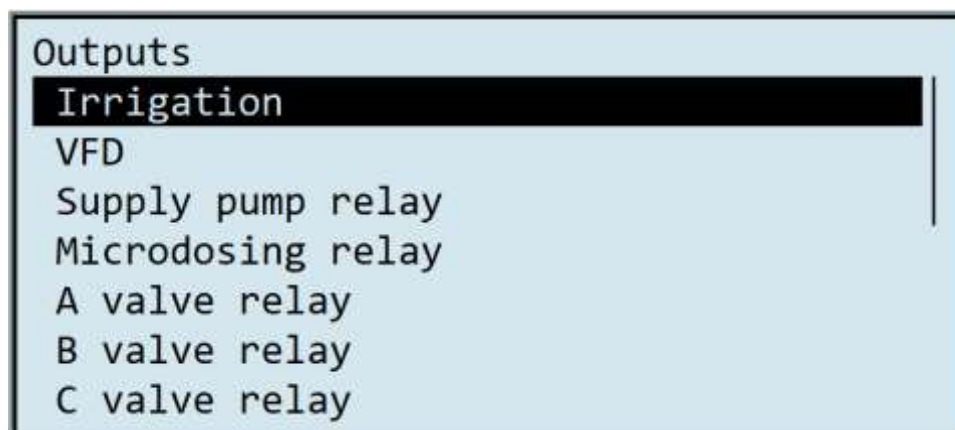 Outputs
Irrigation
VFD
Supply pump relay
Microdosing relay
A valve relay
B valve relay
C valve relay